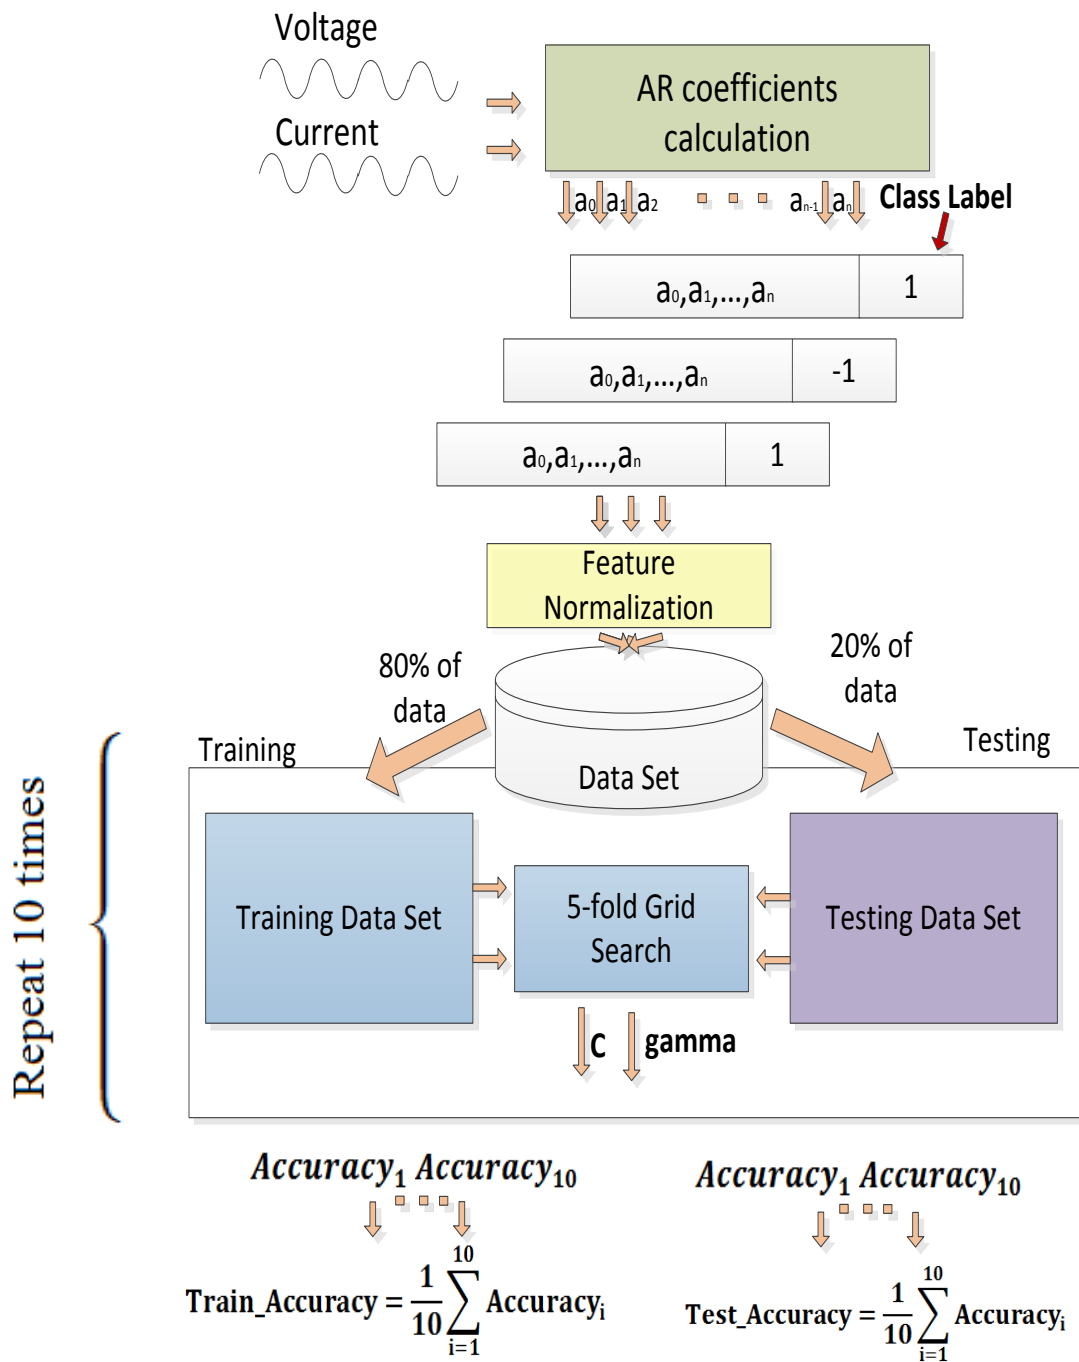 Voltage
Current
AR coefficients
calculation
a₀ a₁ a₂ aₙ₋₁ aₙ
Class Label
a₀,a₁,...,aₙ 1
a₀,a₁,...,aₙ -1
a₀,a₁,...,aₙ 1
Feature
Normalization
80% of
data
20% of
data
Training
Testing
Data Set
Repeat 10 times
Training Data Set
5-fold Grid
Search
Testing Data Set
C gamma
Accuracy₁ Accuracy₁₀
Accuracy₁ Accuracy₁₀
Train_Accuracy = 1/10 ∑_{i=1}^{10} Accuracyᵢ
Test_Accuracy = 1/10 ∑_{i=1}^{10} Accuracyᵢ